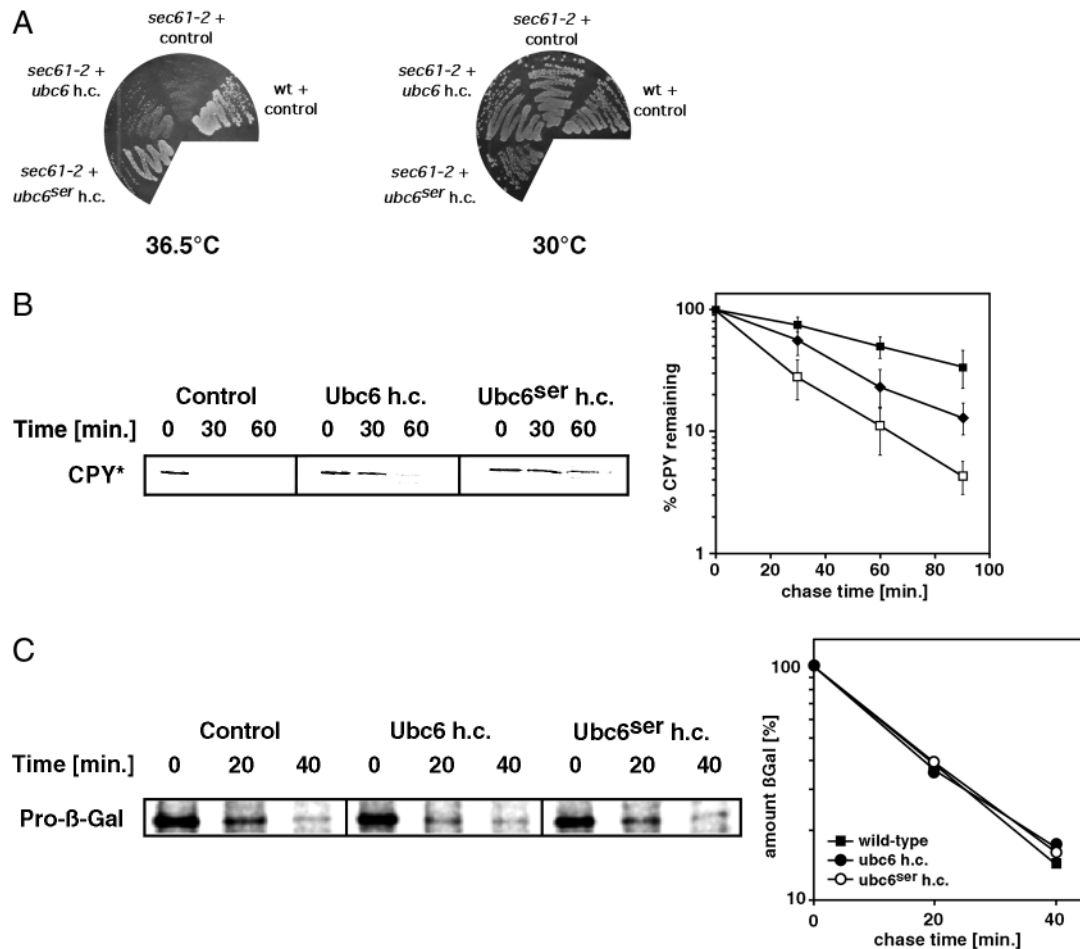 A
sec61-2 +
control
sec61-2 +
ubc6 h.c.
wt +
control
sec61-2 +
ubc6ser h.c.
36.5°C
sec61-2 +
control
sec61-2 +
ubc6 h.c.
wt +
control
sec61-2 +
ubc6ser h.c.
30°C
B
Control Ubc6 h.c. Ubc6ser h.c.
Time [min.] 0 30 60 0 30 60 0 30 60
CPY*
% CPY remaining
100
10
1
0 20 40 60 80 100
chase time [min.]
C
Control Ubc6 h.c. Ubc6ser h.c.
Time [min.] 0 20 40 0 20 40 0 20 40
Pro-ß-Gal
amount ßGal [%]
100
10
wild-type
ubc6 h.c.
ubc6ser h.c.
0 20 40
chase time [min.]